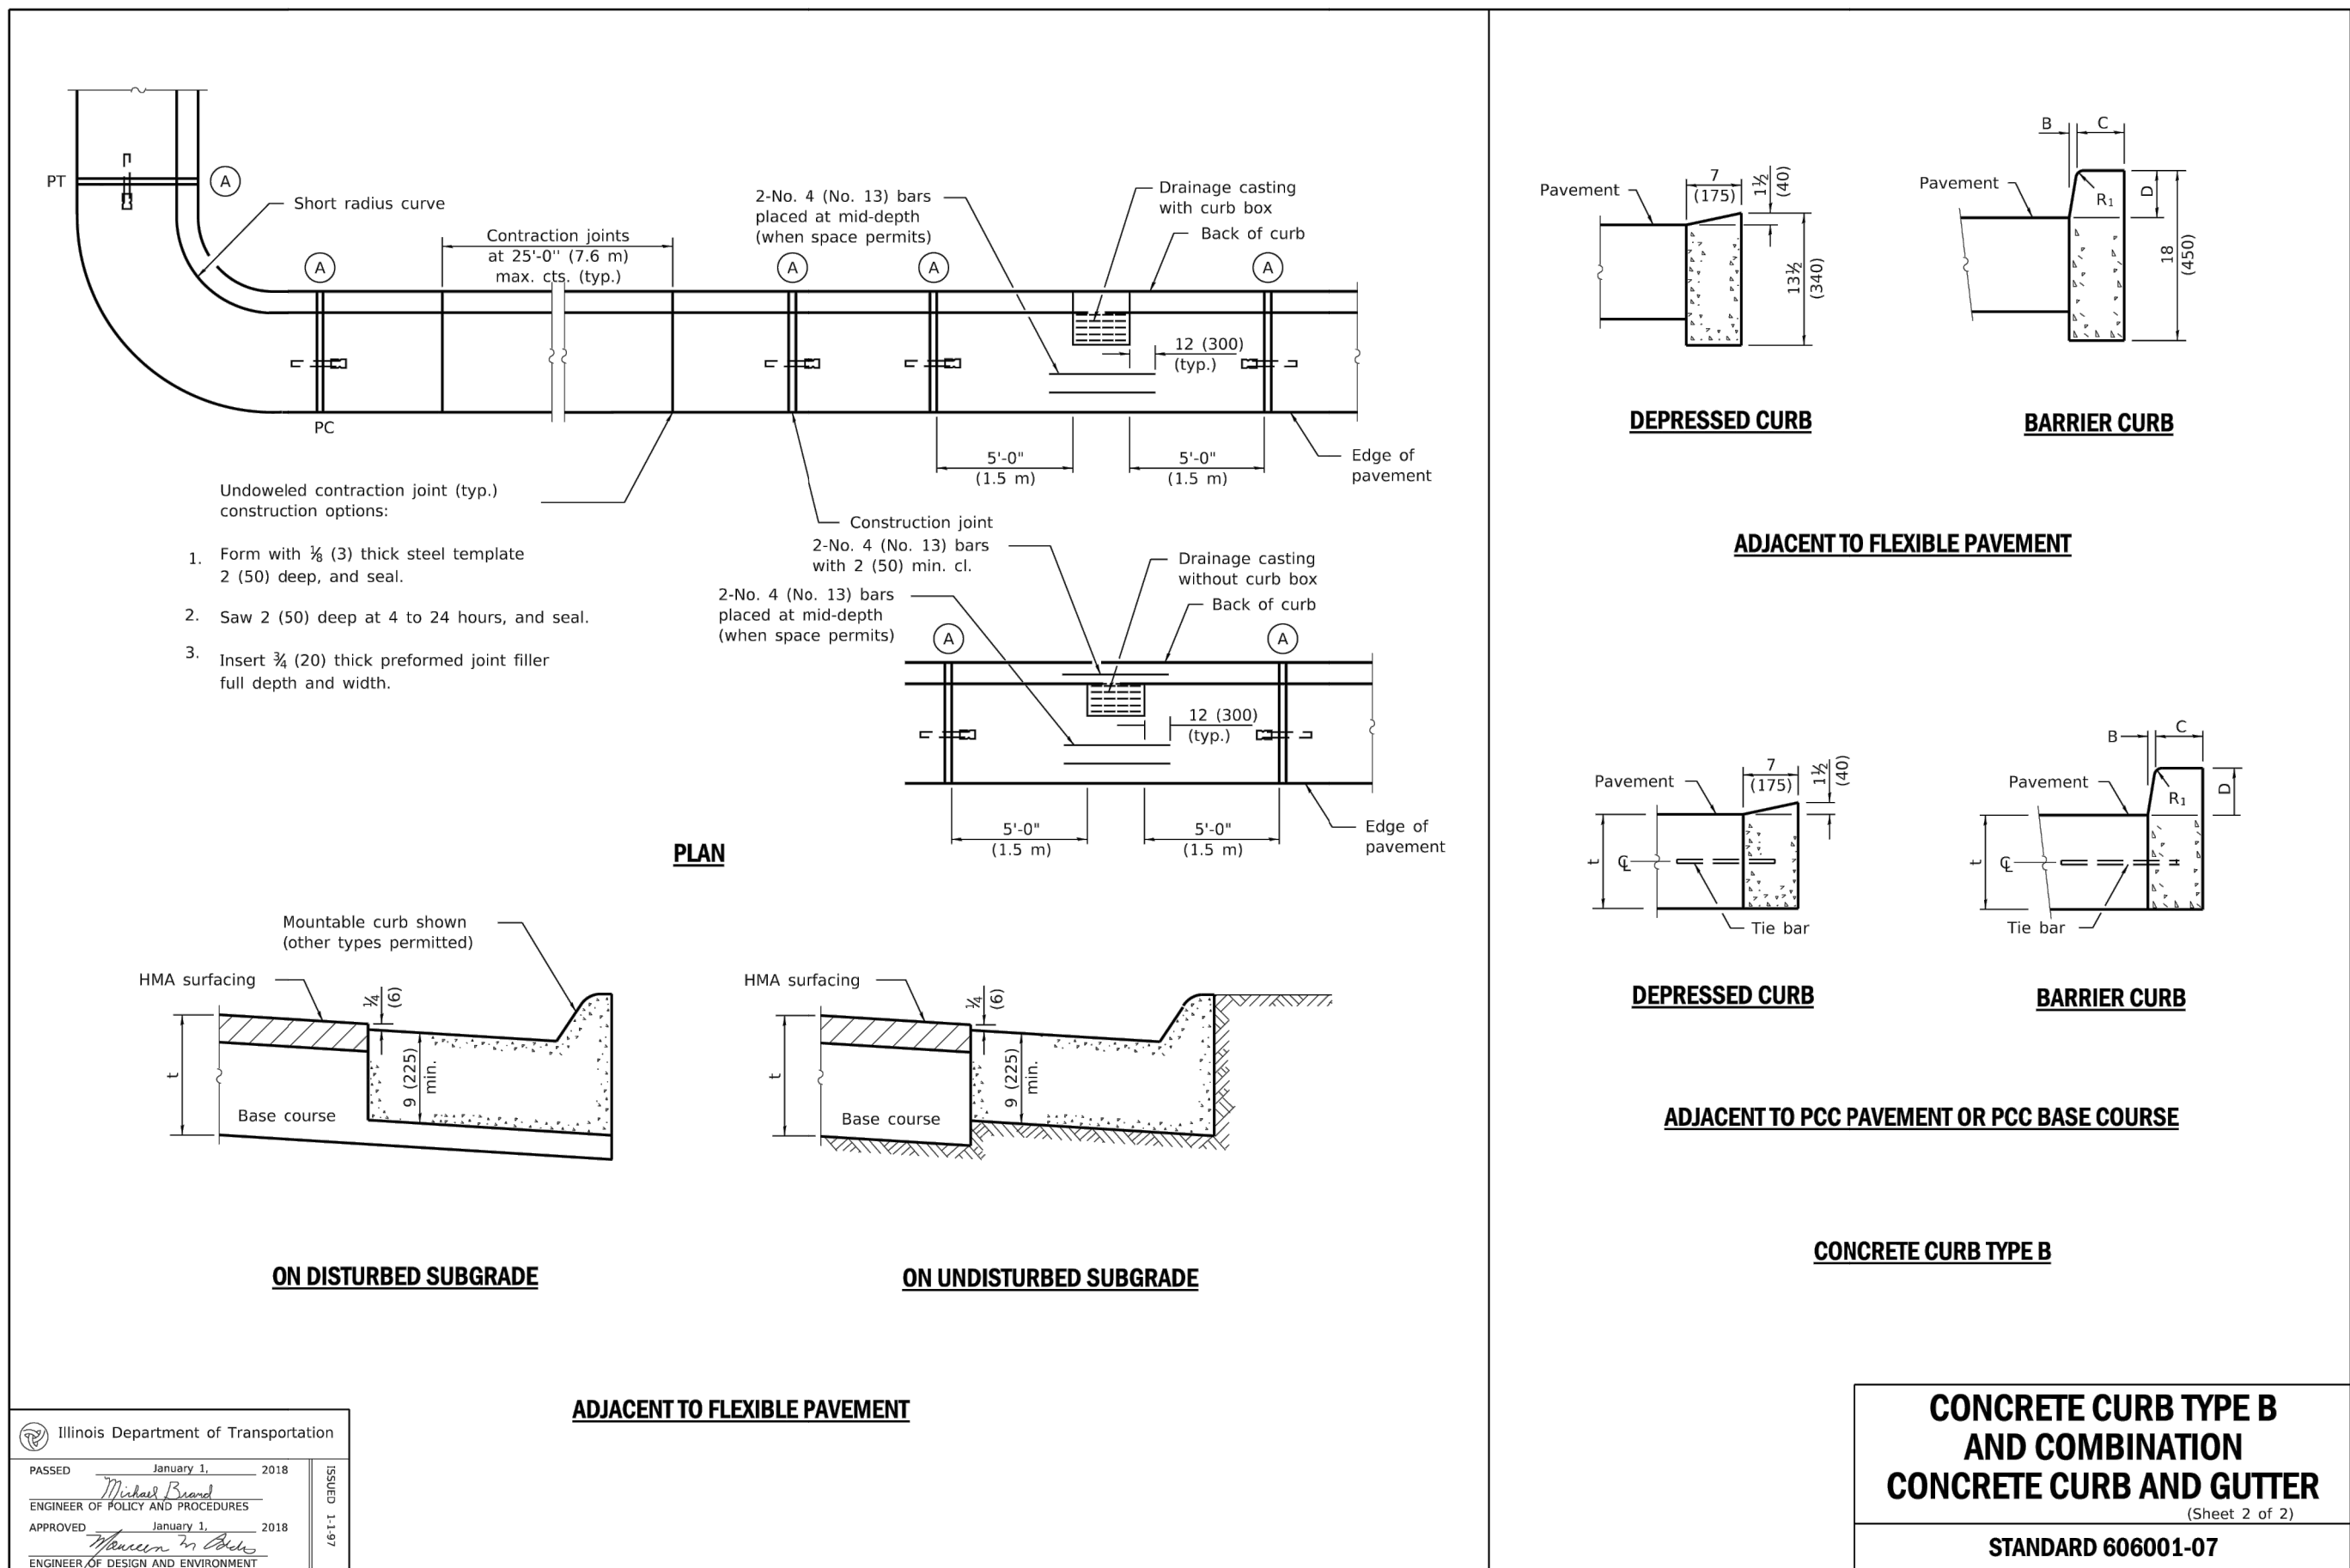 PT
A
Short radius curve
A
Contraction joints
at 25'-0'' (7.6 m)
max. cts. (typ.)
A
A
A
2-No. 4 (No. 13) bars
placed at mid-depth
(when space permits)
Drainage casting
with curb box
Back of curb
12 (300)
(typ.)
PC
5'-0"
(1.5 m)
5'-0"
(1.5 m)
Edge of
pavement
Undoweled contraction joint (typ.)
construction options:
1. Form with ⅛ (3) thick steel template
2 (50) deep, and seal.
2. Saw 2 (50) deep at 4 to 24 hours, and seal.
3. Insert ¾ (20) thick preformed joint filler
full depth and width.
Construction joint
2-No. 4 (No. 13) bars
with 2 (50) min. cl.
2-No. 4 (No. 13) bars
placed at mid-depth
(when space permits)
Drainage casting
without curb box
Back of curb
A
A
12 (300)
(typ.)
5'-0"
(1.5 m)
5'-0"
(1.5 m)
Edge of
pavement
PLAN
Mountable curb shown
(other types permitted)
HMA surfacing
¼
(6)
t
9 (225)
min.
Base course
ON DISTURBED SUBGRADE
HMA surfacing
¼
(6)
t
9 (225)
min.
Base course
ON UNDISTURBED SUBGRADE
ADJACENT TO FLEXIBLE PAVEMENT
Pavement
7
(175)
1½
(40)
13½
(340)
DEPRESSED CURB
Pavement
B
C
R1
D
18
(450)
BARRIER CURB
ADJACENT TO FLEXIBLE PAVEMENT
Pavement
7
(175)
1½
(40)
t
℄
Tie bar
DEPRESSED CURB
Pavement
B
C
R1
D
t
℄
Tie bar
BARRIER CURB
ADJACENT TO PCC PAVEMENT OR PCC BASE COURSE
CONCRETE CURB TYPE B
Illinois Department of Transportation
PASSED January 1, 2018
Michael Brand
ENGINEER OF POLICY AND PROCEDURES
APPROVED January 1, 2018
Maureen M
ENGINEER OF DESIGN AND ENVIRONMENT
ISSUED 1-1-97
CONCRETE CURB TYPE B
AND COMBINATION
CONCRETE CURB AND GUTTER
(Sheet 2 of 2)
STANDARD 606001-07